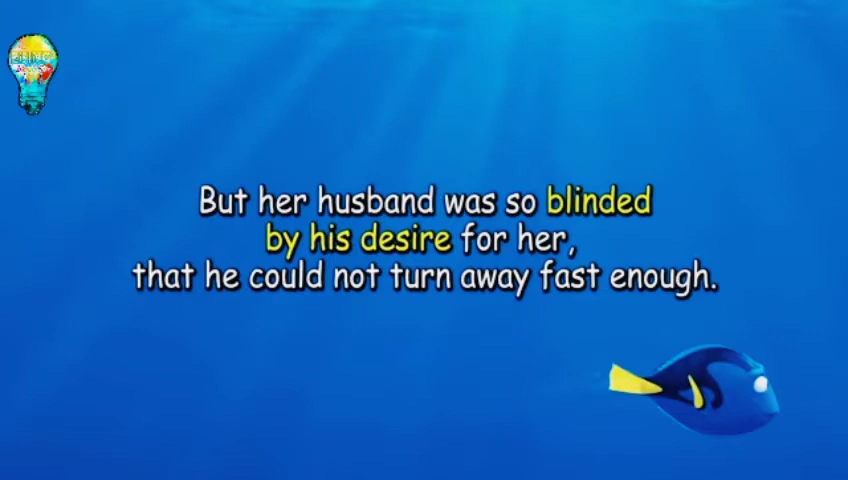 But her husband was so blinded
by his desire for her,
that he could not turn away fast enough.